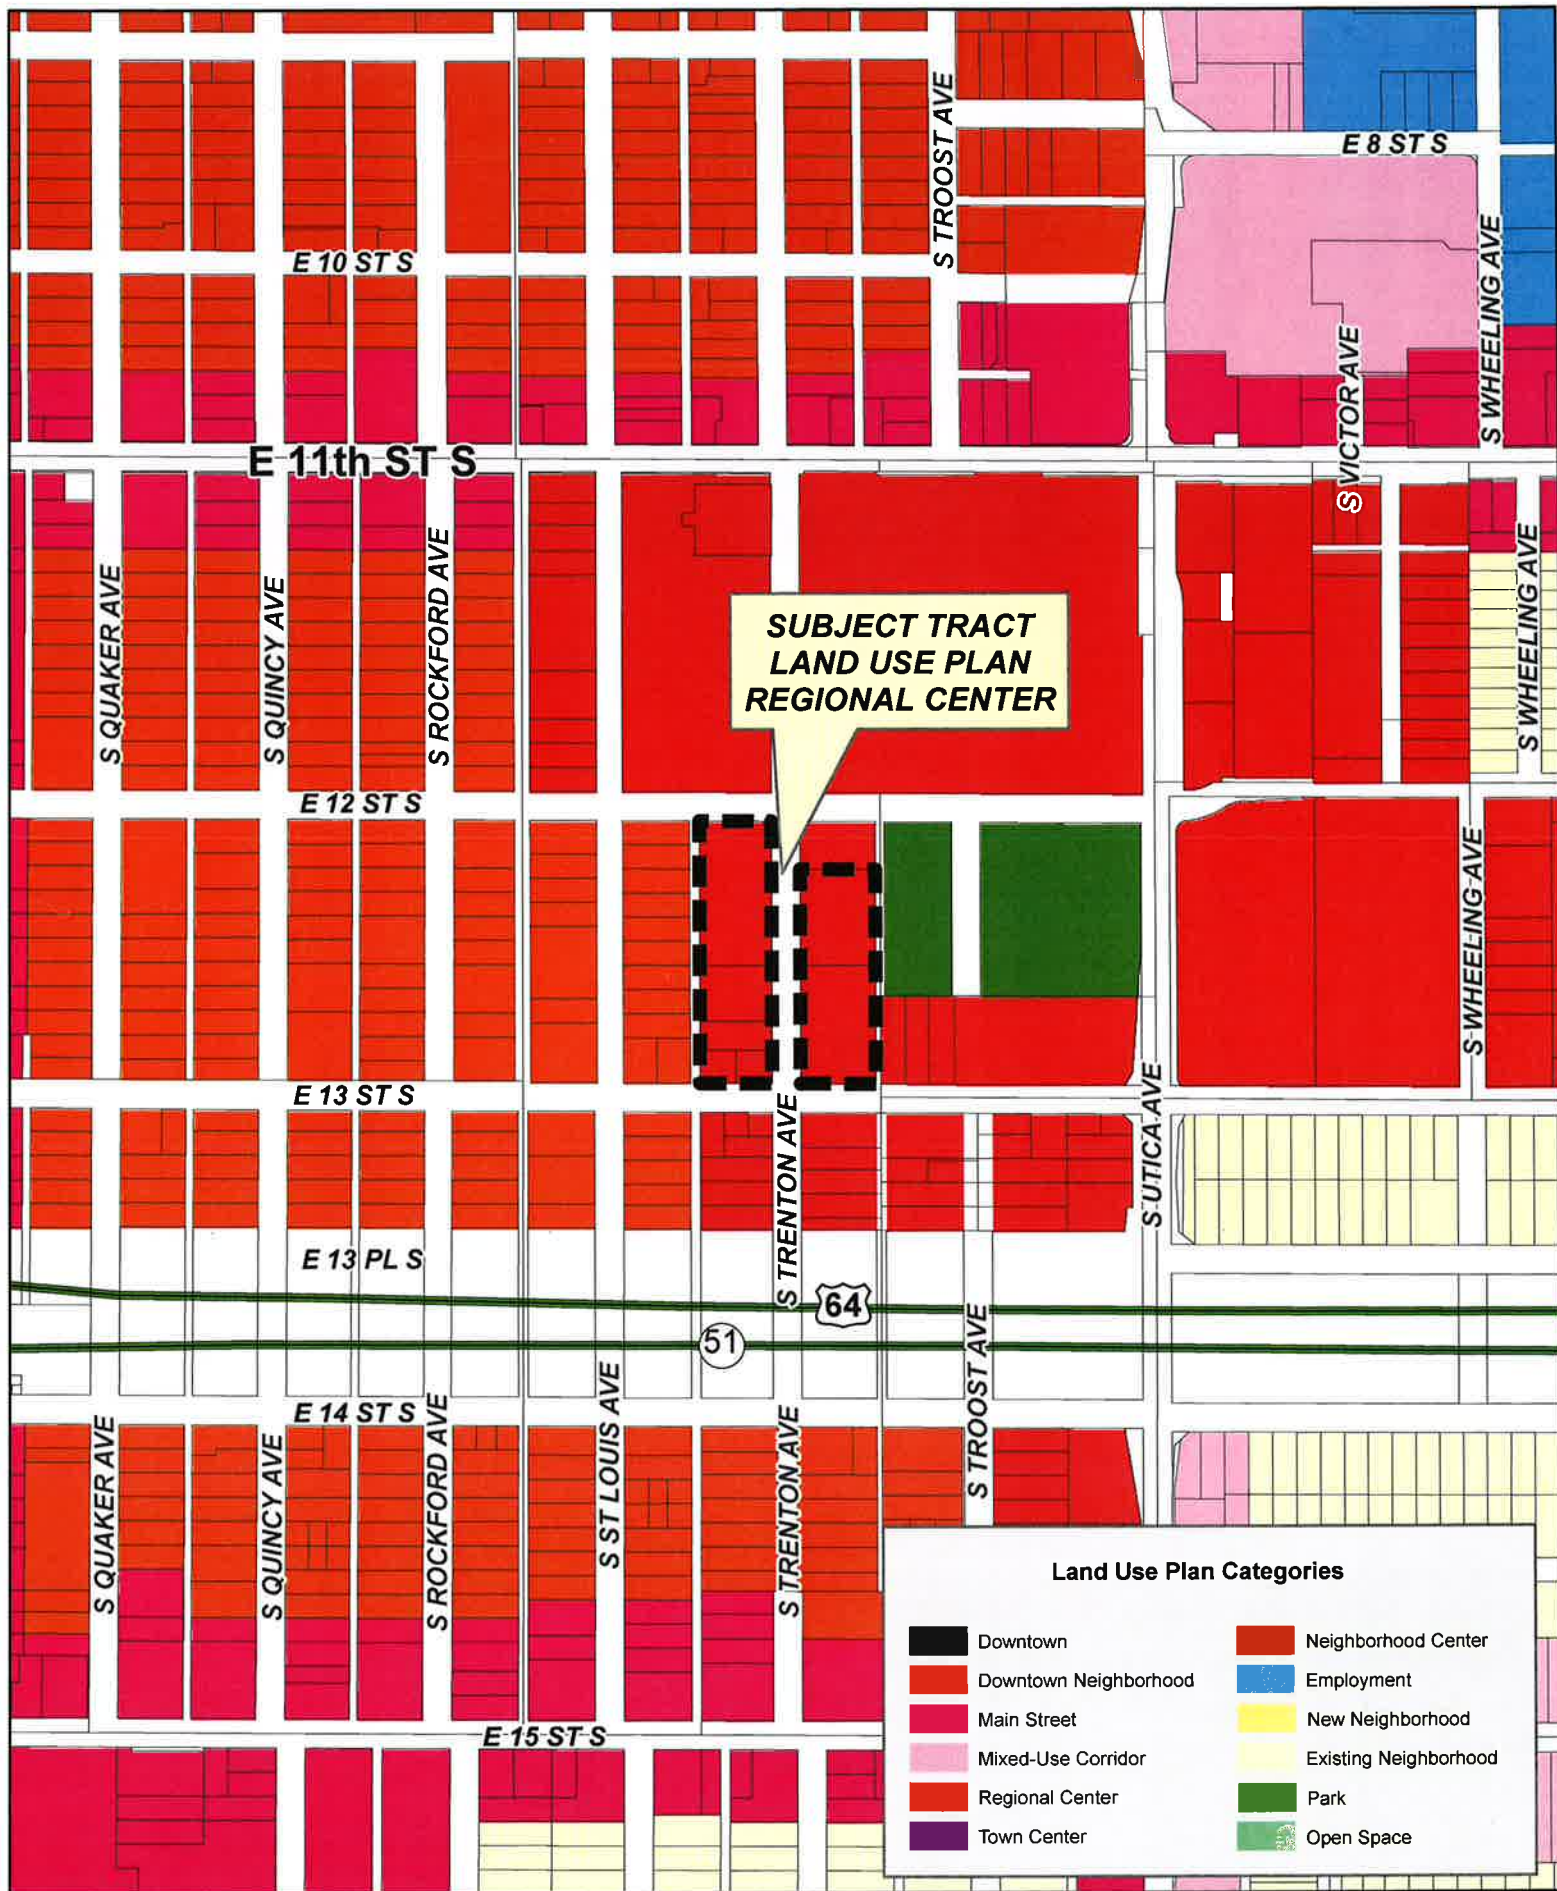 S TROOST AVE
E 8 ST S
S WHEELING AVE
E 10 ST S
S VICTOR AVE
E 11th ST S
S QUAKER AVE
S QUINCY AVE
S ROCKFORD AVE
S WHEELING AVE
SUBJECT TRACT
LAND USE PLAN
REGIONAL CENTER
E 12 ST S
S WHEELING AVE
E 13 ST S
S TRENTON AVE
S UTICA AVE
E 13 PL S
64
51
S TROOST AVE
E 14 ST S
S QUAKER AVE
S QUINCY AVE
S ROCKFORD AVE
S ST LOUIS AVE
S TRENTON AVE
E 15 ST S
Land Use Plan Categories
Downtown
Downtown Neighborhood
Main Street
Mixed-Use Corridor
Regional Center
Town Center
Neighborhood Center
Employment
New Neighborhood
Existing Neighborhood
Park
Open Space